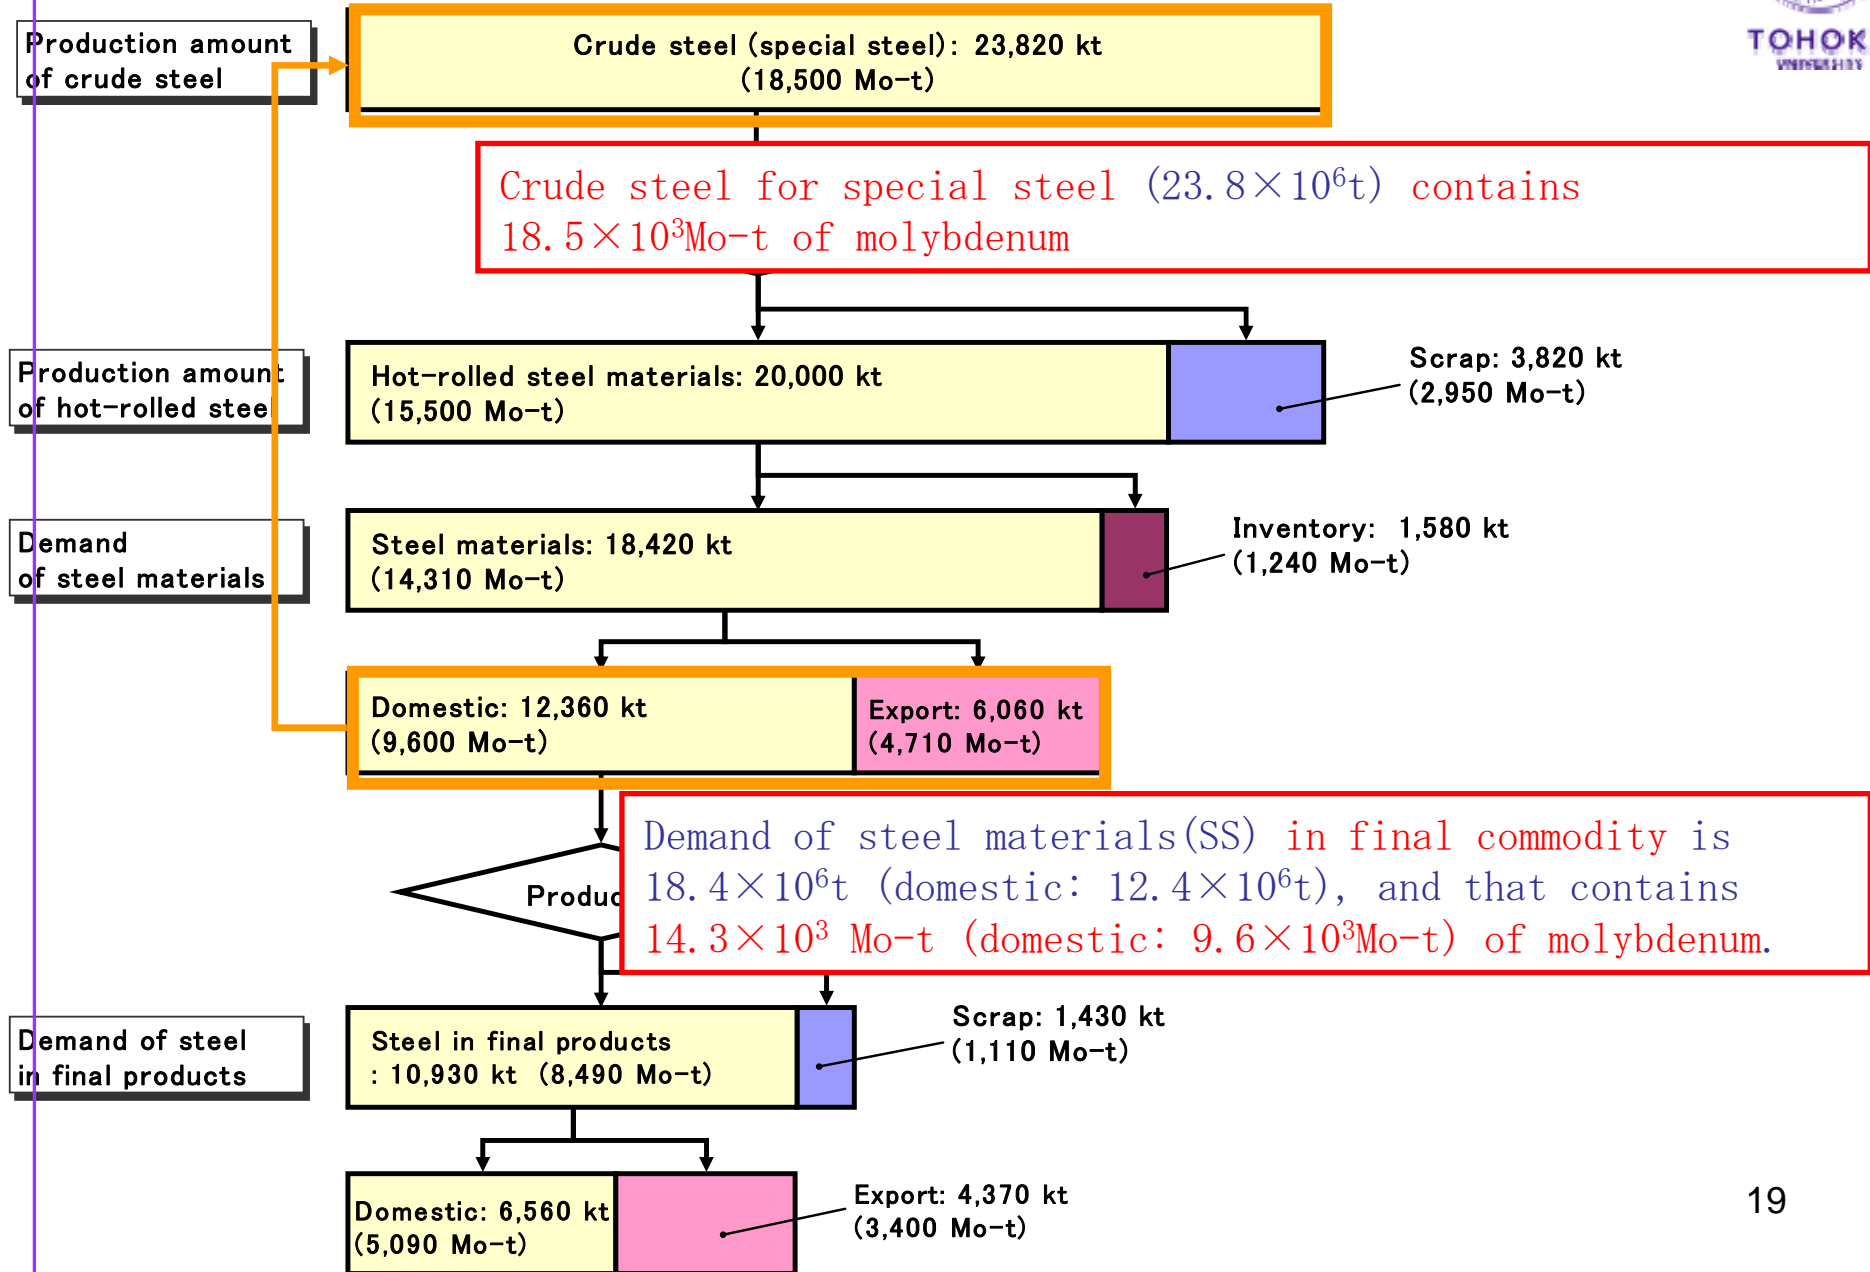 TOHOK
UNIVERSITY
Production amount
of crude steel
Crude steel (special steel): 23,820 kt
(18,500 Mo-t)
Crude steel for special steel (23.8×10⁶t) contains
18.5×10³Mo-t of molybdenum
Production amount
of hot-rolled steel
Hot-rolled steel materials: 20,000 kt
(15,500 Mo-t)
Scrap: 3,820 kt
(2,950 Mo-t)
Demand
of steel materials
Steel materials: 18,420 kt
(14,310 Mo-t)
Inventory: 1,580 kt
(1,240 Mo-t)
Domestic: 12,360 kt
(9,600 Mo-t)
Export: 6,060 kt
(4,710 Mo-t)
Demand of steel materials(SS) in final commodity is
18.4×10⁶t (domestic: 12.4×10⁶t), and that contains
14.3×10³ Mo-t (domestic: 9.6×10³Mo-t) of molybdenum.
Produc
Demand of steel
in final products
Steel in final products
: 10,930 kt (8,490 Mo-t)
Scrap: 1,430 kt
(1,110 Mo-t)
Domestic: 6,560 kt
(5,090 Mo-t)
Export: 4,370 kt
(3,400 Mo-t)
19